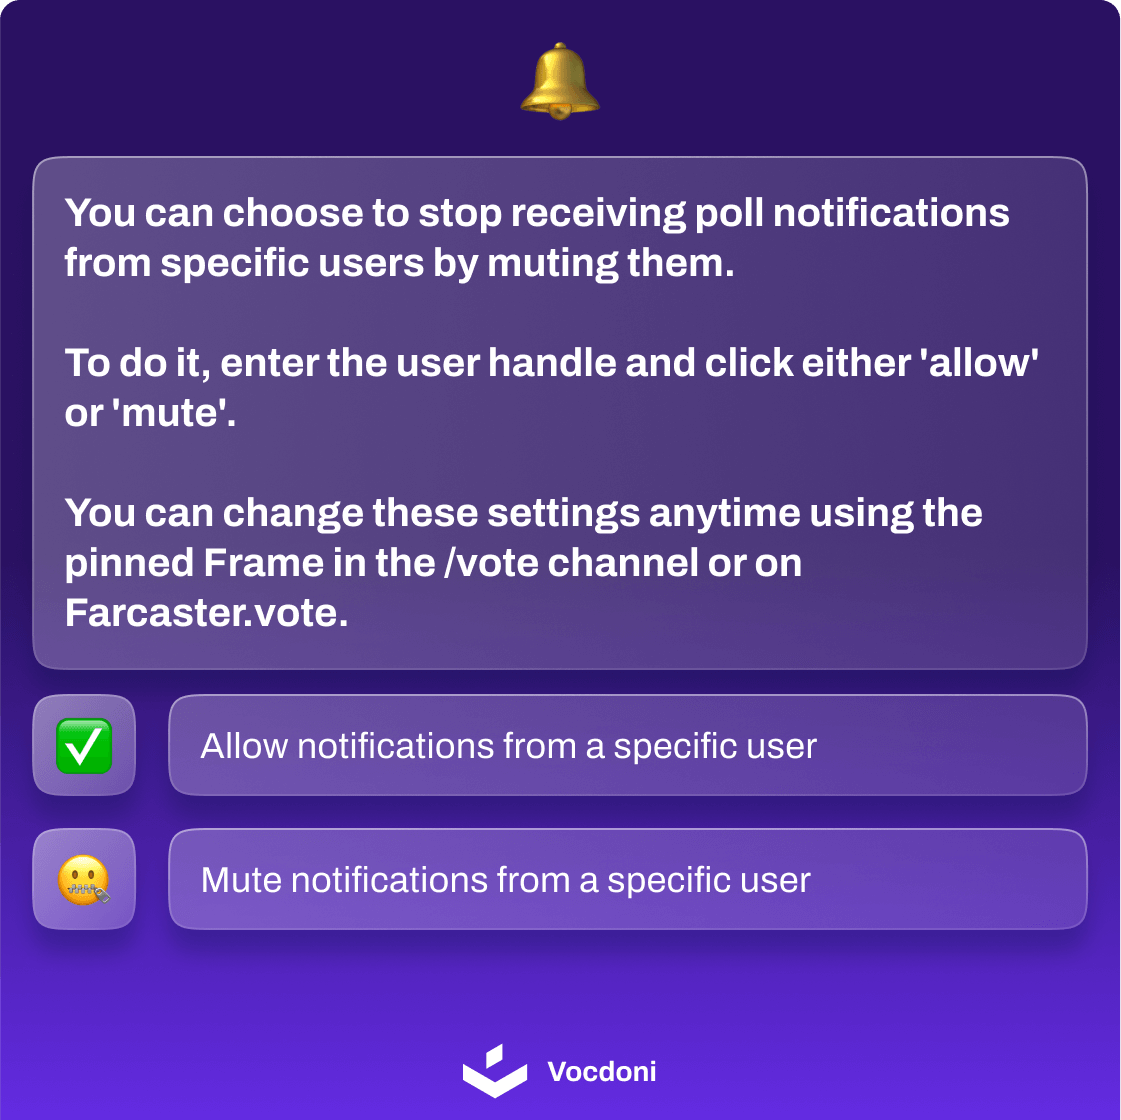 You can choose to stop receiving poll notifications
from specific users by muting them.
To do it, enter the user handle and click either 'allow'
or 'mute'.
You can change these settings anytime using the
pinned Frame in the /vote channel or on
Farcaster.vote.
Allow notifications from a specific user
Mute notifications from a specific user
Vocdoni